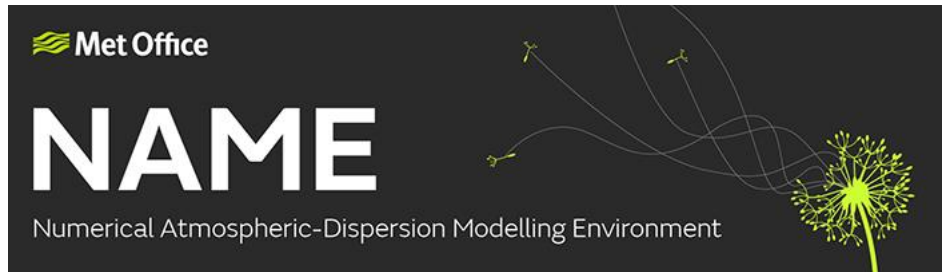 Met Office
NAME
Numerical Atmospheric-Dispersion Modelling Environment